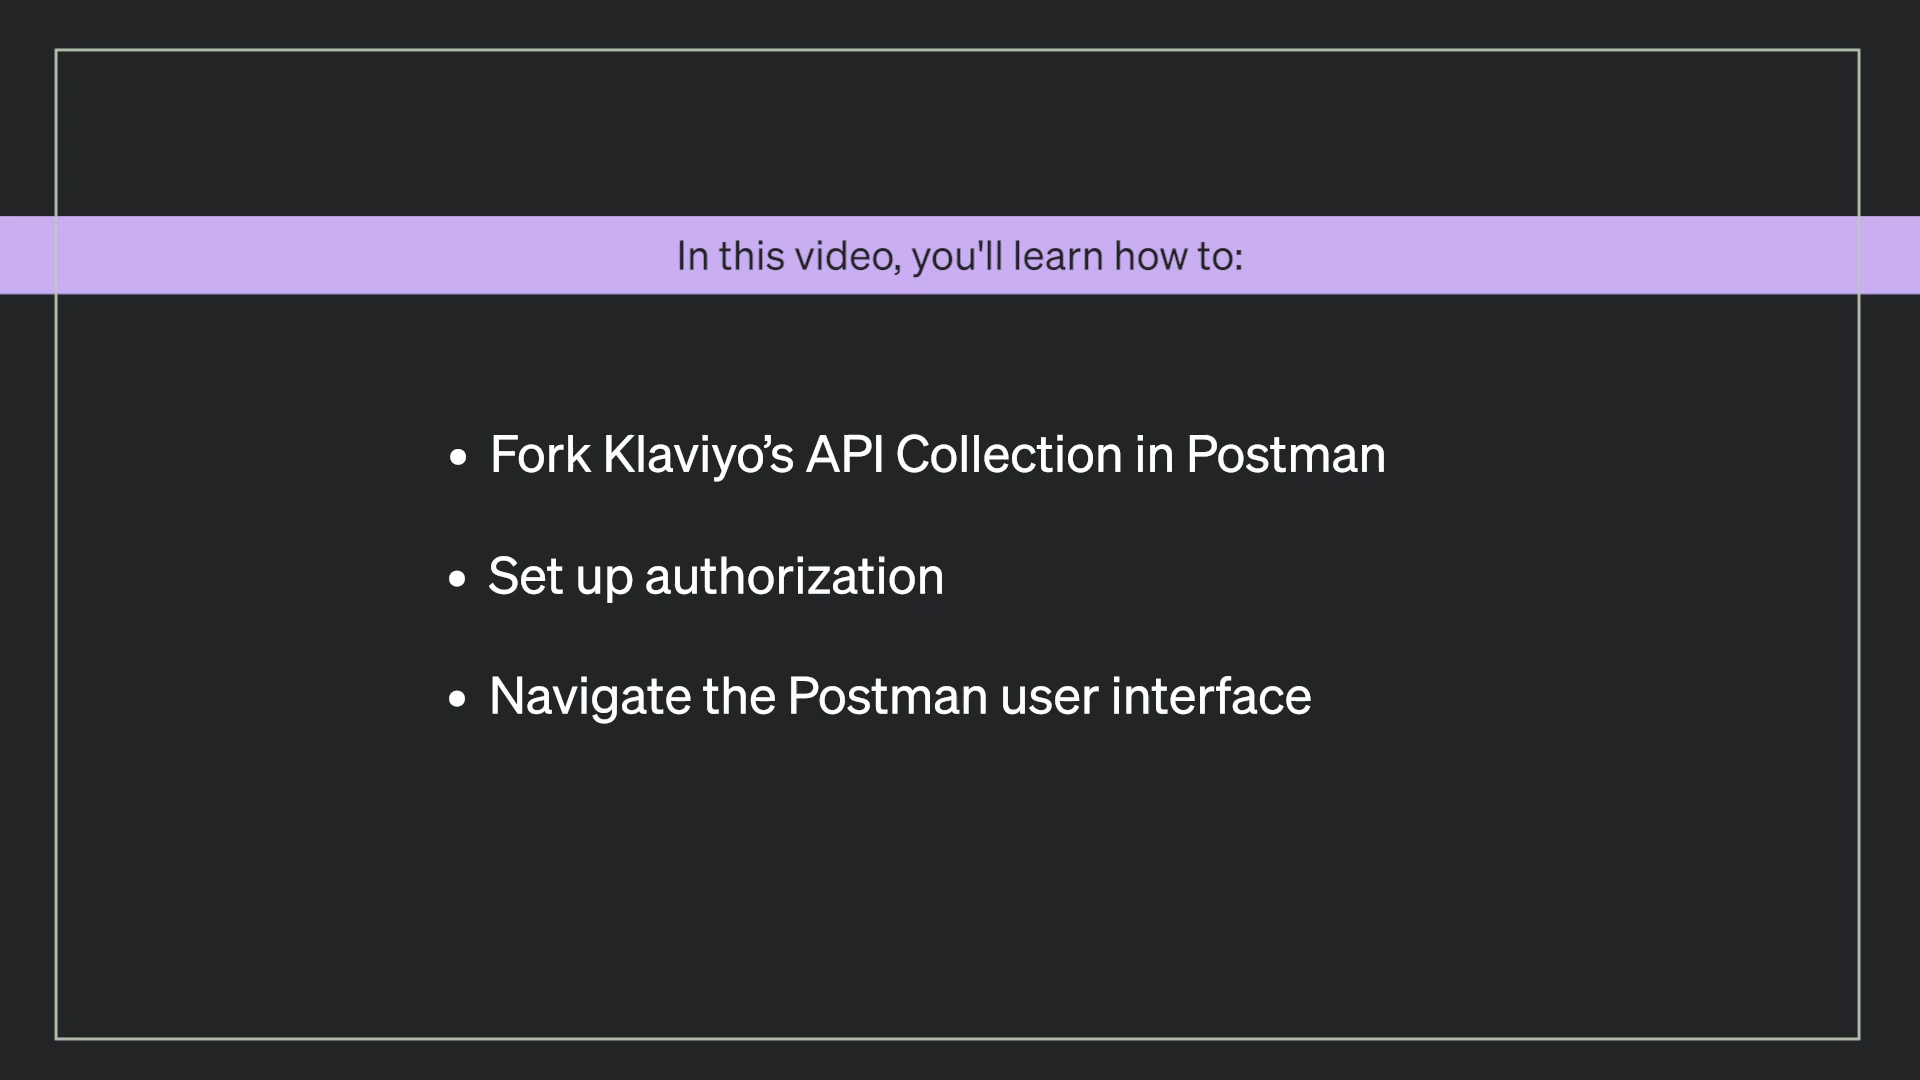 In this video, you'll learn how to:
• Fork Klaviyo’s API Collection in Postman
• Set up authorization
• Navigate the Postman user interface